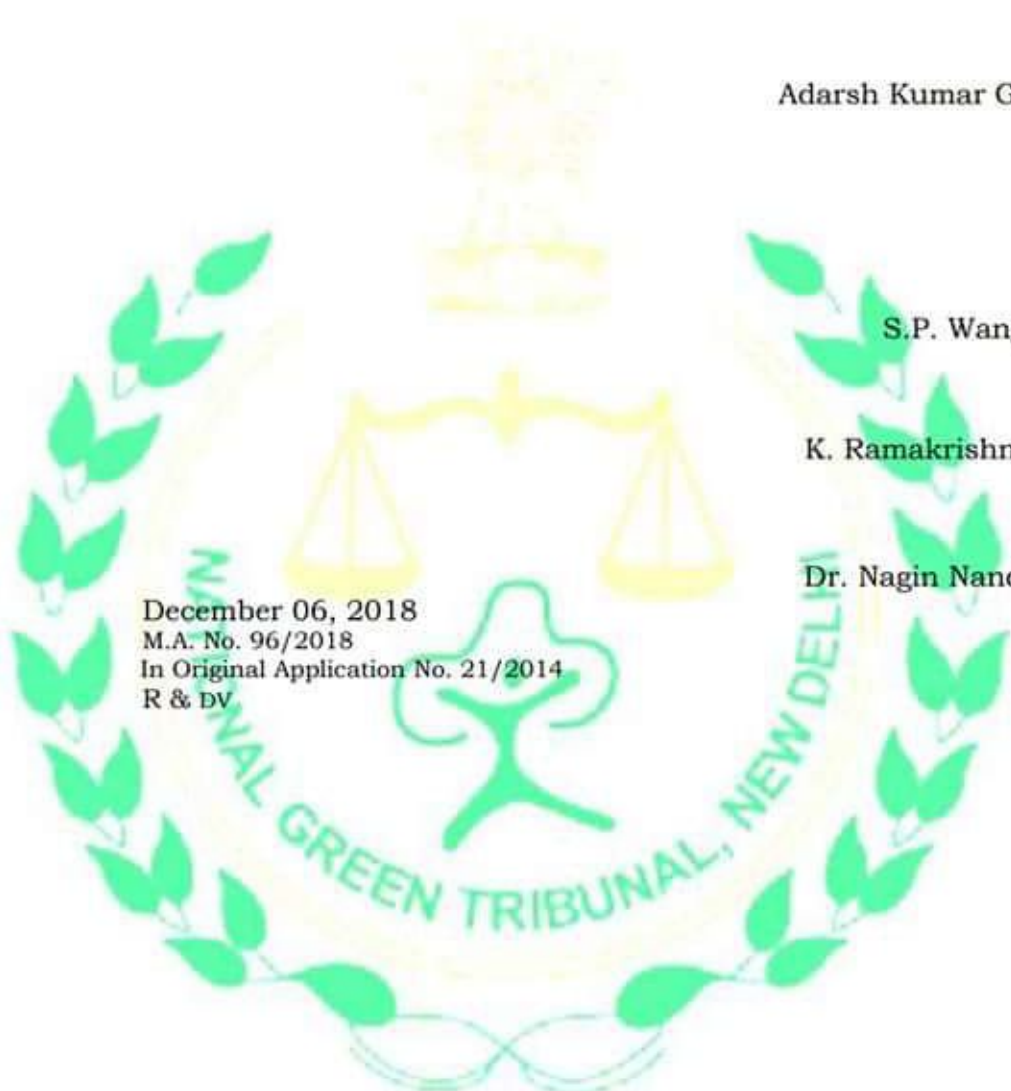 Adarsh Kumar G
S.P. Wan
K. Ramakrishn
Dr. Nagin Nan
December 06, 2018
M.A. No. 96/2018
In Original Application No. 21/2014
R & DV
NATIONAL GREEN TRIBUNAL, NEW DELHI